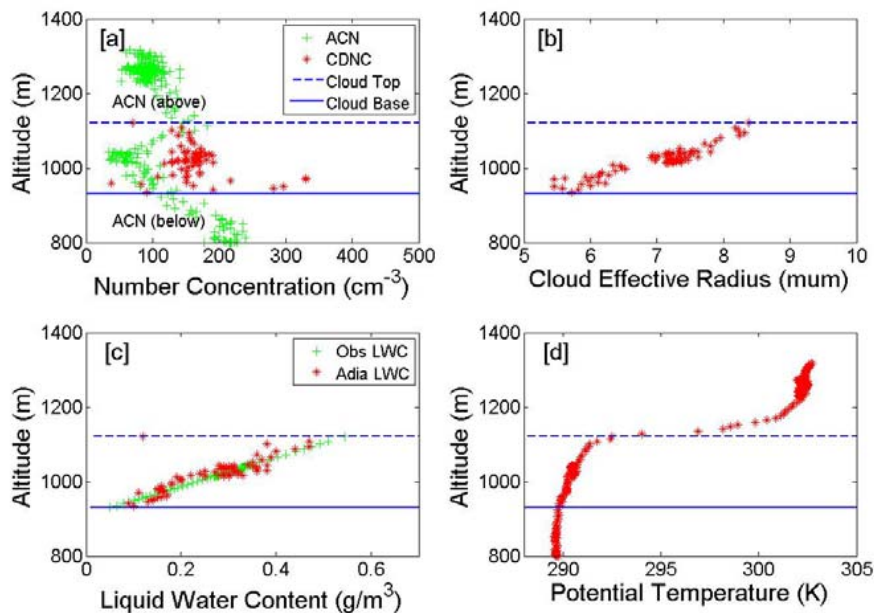 [a]
ACN
CDNC
Cloud Top
Cloud Base
ACN (above)
ACN (below)
1400
1200
1000
800
Altitude (m)
0 100 200 300 400 500
Number Concentration (cm-3)
[b]
1400
1200
1000
800
Altitude (m)
5 6 7 8 9 10
Cloud Effective Radius (mum)
[c]
Obs LWC
Adia LWC
1400
1200
1000
800
Altitude (m)
0 0.2 0.4 0.6
Liquid Water Content (g/m3)
[d]
1400
1200
1000
800
Altitude (m)
290 295 300 305
Potential Temperature (K)